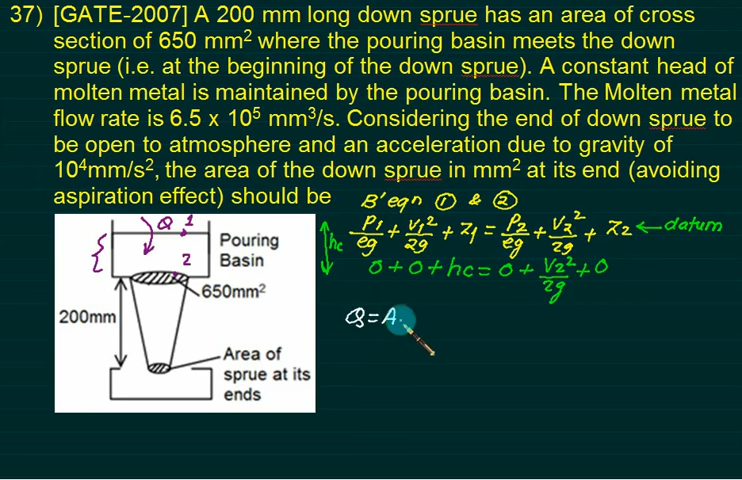 37) [GATE-2007] A 200 mm long down sprue has an area of cross
section of 650 mm² where the pouring basin meets the down
sprue (i.e. at the beginning of the down sprue). A constant head of
molten metal is maintained by the pouring basin. The Molten metal
flow rate is 6.5 x 10⁵ mm³/s. Considering the end of down sprue to
be open to atmosphere and an acceleration due to gravity of
10⁴mm/s², the area of the down sprue in mm² at its end (avoiding
aspiration effect) should be
B'eqn ① & ②
P1/eg + V1²/2g + Z1 = P2/eg + V2²/2g + Z2 ← datum
0 + 0 + hc = 0 + V2²/2g + 0
hc
Q 1
2
Pouring
Basin
650mm²
200mm
Area of
sprue at its
ends
Q = A.